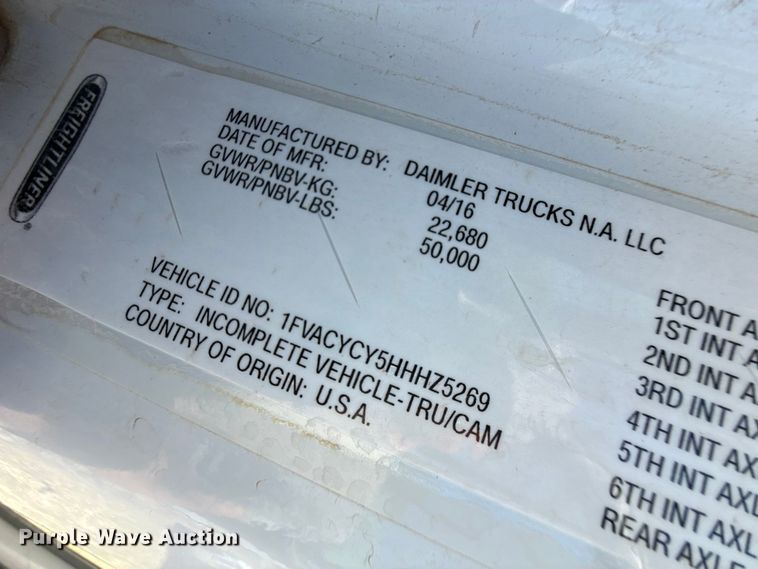 FREIGHTLINER ®
MANUFACTURED BY: DAIMLER TRUCKS N.A. LLC
DATE OF MFR: 04/16
GVWR/PNBV-KG: 22,680
GVWR/PNBV-LBS: 50,000
VEHICLE ID NO: 1FVACYCY5HHHZ5269
TYPE: INCOMPLETE VEHICLE-TRU/CAM
COUNTRY OF ORIGIN: U.S.A.
FRONT A
1ST INT A
2ND INT A
3RD INT AX
4TH INT AX
5TH INT AXL
6TH INT AXL
REAR AXLE
Purple Wave Auction